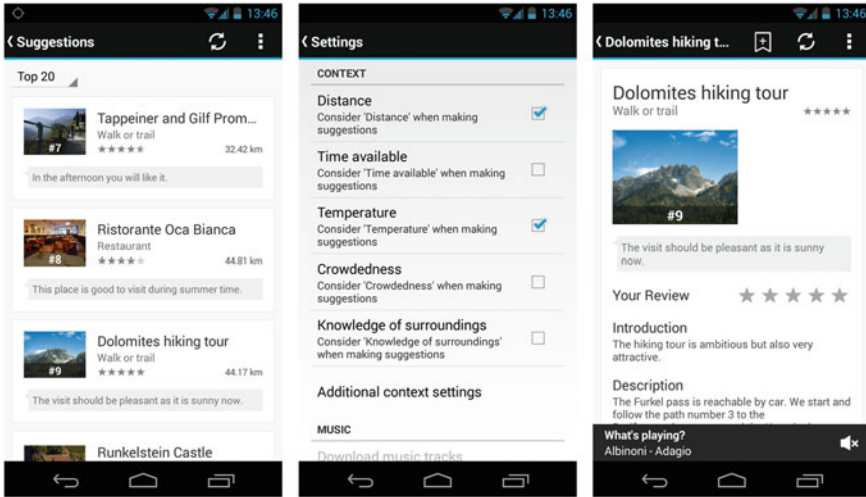 13:46
Suggestions
Top 20
Tappeiner and Gilf Prom...
Walk or trail
#7
32.42 km
In the afternoon you will like it.
Ristorante Oca Bianca
Restaurant
#8
44.81 km
This place is good to visit during summer time.
Dolomites hiking tour
Walk or trail
#9
44.17 km
The visit should be pleasant as it is sunny now.
Runkelstein Castle
13:46
Settings
CONTEXT
Distance
Consider 'Distance' when making
suggestions
Time available
Consider 'Time available' when making
suggestions
Temperature
Consider 'Temperature' when making
suggestions
Crowdedness
Consider 'Crowdedness' when making
suggestions
Knowledge of surroundings
Consider 'Knowledge of surroundings'
when making suggestions
Additional context settings
MUSIC
Download music tracks
13:46
Dolomites hiking t...
Dolomites hiking tour
Walk or trail
#9
The visit should be pleasant as it is sunny
now.
Your Review
Introduction
The hiking tour is ambitious but also very
attractive.
Description
The Furkel pass is reachable by car. We start and
follow the path number 3 to the
What's playing?
Albinoni - Adagio